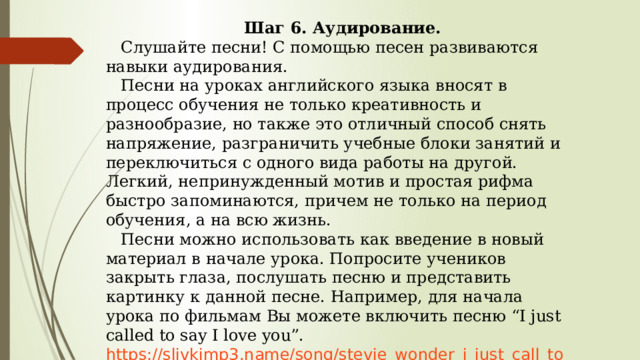 Шаг 6. Аудирование.
Слушайте песни! С помощью песен развиваются
навыки аудирования.
Песни на уроках английского языка вносят в
процесс обучения не только креативность и
разнообразие, но также это отличный способ снять
напряжение, разграничить учебные блоки занятий и
переключиться с одного вида работы на другой.
Легкий, непринужденный мотив и простая рифма
быстро запоминаются, причем не только на период
обучения, а на всю жизнь.
Песни можно использовать как введение в новый
материал в начале урока. Попросите учеников
закрыть глаза, послушать песню и представить
картинку к данной песне. Например, для начала
урока по фильмам Вы можете включить песню “I just
called to say I love you”.
https://slivkimp3.name/song/stevie_wonder_i_just_call_to